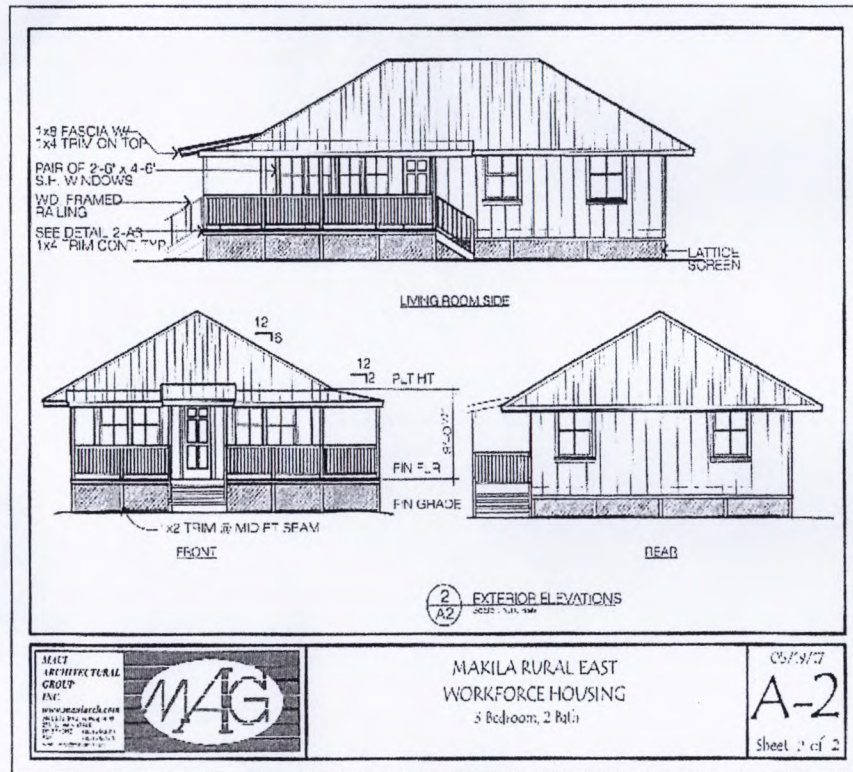 1x8 FASCIA W/
1x4 TRIM ON TOP
PAIR OF 2'-6' x 4'-6'
S.H. WINDOWS
WD. FRAMED
RAILING
SEE DETAIL 2-A3
1x4 TRIM CONT. TYP.
LATTICE
SCREEN
LIVING ROOM SIDE
12
6
12
2
PLT HT
FIN FLR
FIN GRADE
1x2 TRIM @ MID PT SEAM
FRONT
REAR
2
A2
EXTERIOR ELEVATIONS
MAUI
ARCHITECTURAL
GROUP
INC.
www.mauiarch.com
MAG
MAKILA RURAL EAST
WORKFORCE HOUSING
3 Bedroom, 2 Bath
A-2
Sheet 2 of 2